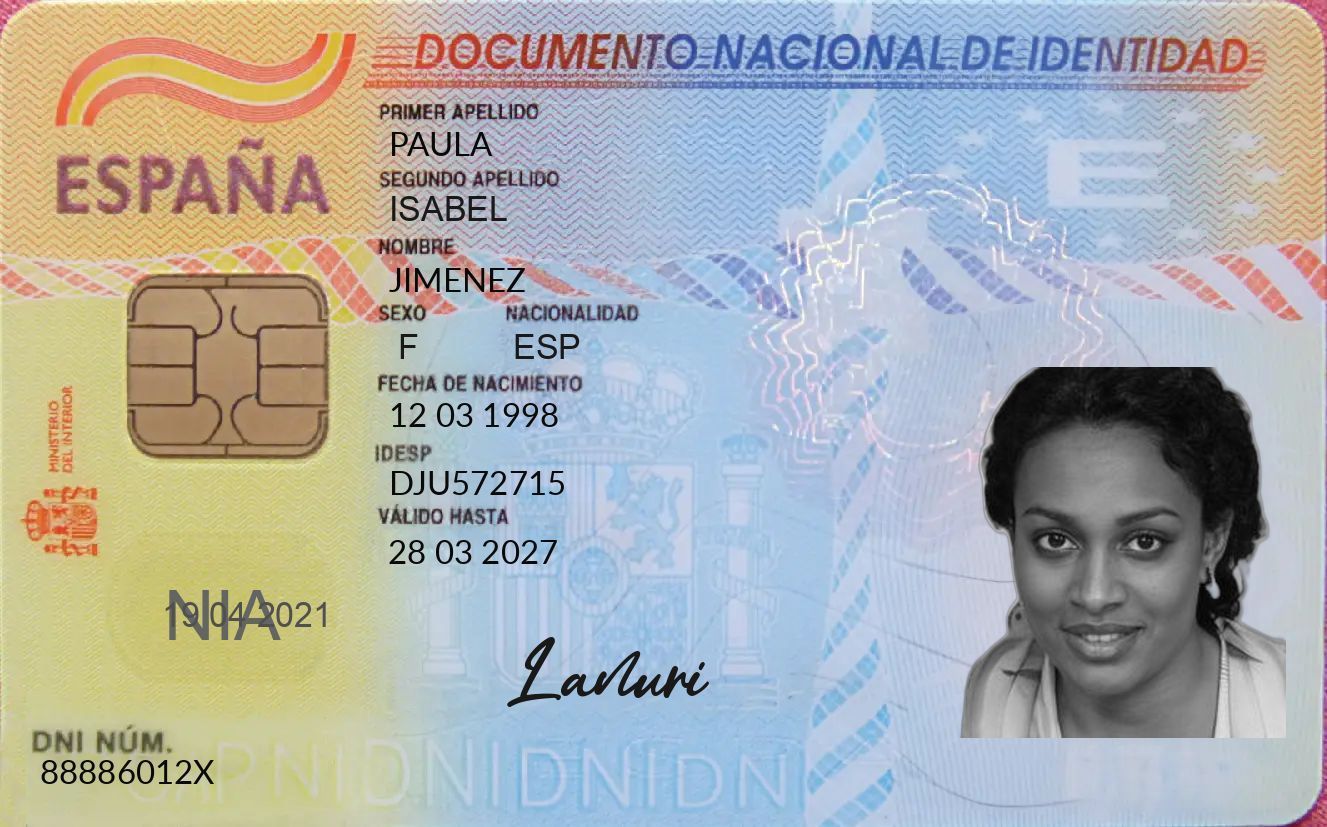 DOCUMENTO NACIONAL DE IDENTIDAD
ESPAÑA
E
PRIMER APELLIDO
PAULA
SEGUNDO APELLIDO
ISABEL
NOMBRE
JIMENEZ
SEXO NACIONALIDAD
F ESP
FECHA DE NACIMIENTO
12 03 1998
IDESP
DJU572715
VÁLIDO HASTA
28 03 2027
MINISTERIO
DEL INTERIOR
NIA
19 04 2021
Lanuri
DNI NÚM.
88886012X
DNIDNIDNIDN